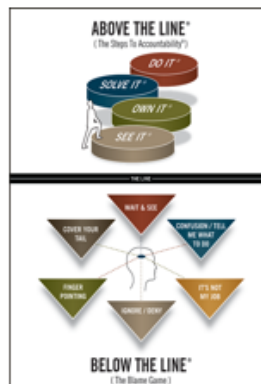 ABOVE THE LINE®
( The Steps To Accountability® )
DO IT®
SOLVE IT®
OWN IT®
SEE IT®
THE LINE
WAIT & SEE
COVER YOUR
TAIL
CONFUSION / TELL
ME WHAT
TO DO
FINGER
POINTING
IT'S NOT
MY JOB
IGNORE / DENY
BELOW THE LINE®
( The Blame Game )